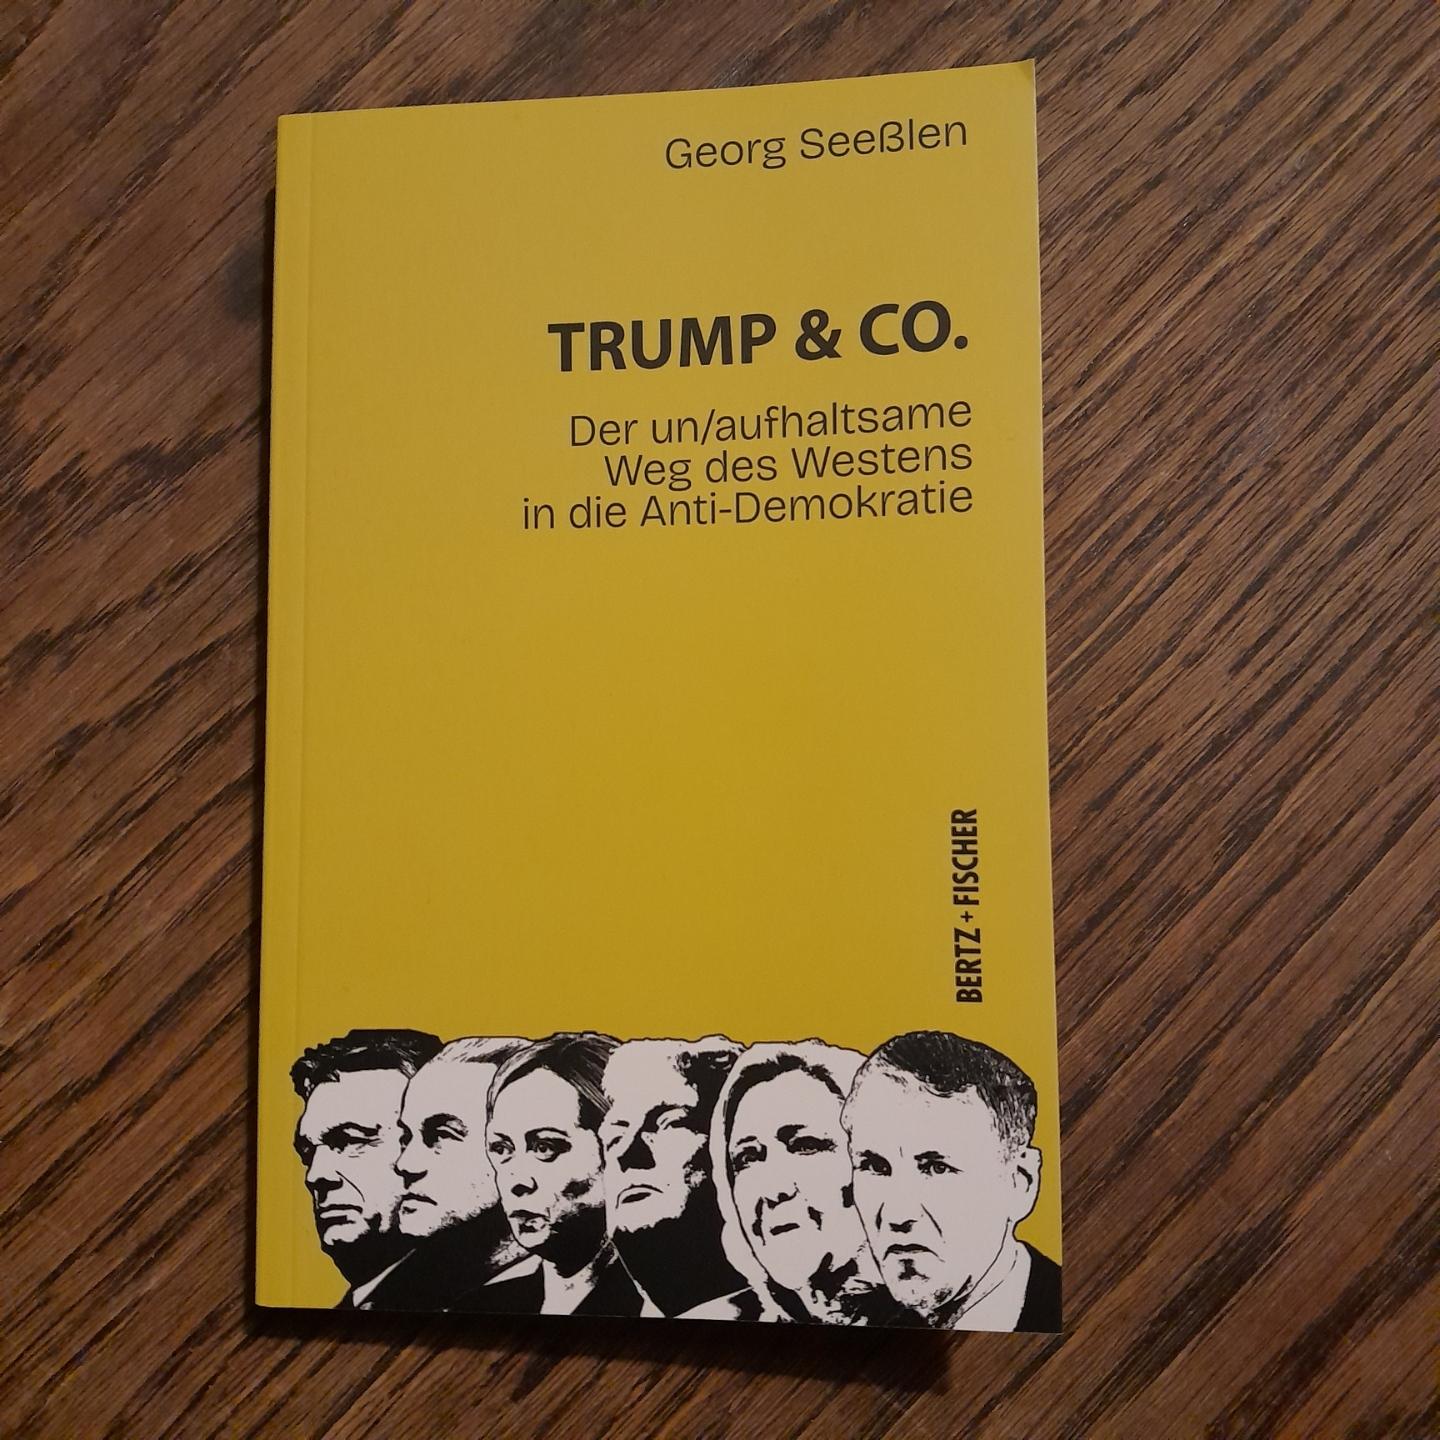 Georg Seeßlen
TRUMP & CO.
Der un/aufhaltsame
Weg des Westens
in die Anti-Demokratie
BERTZ + FISCHER